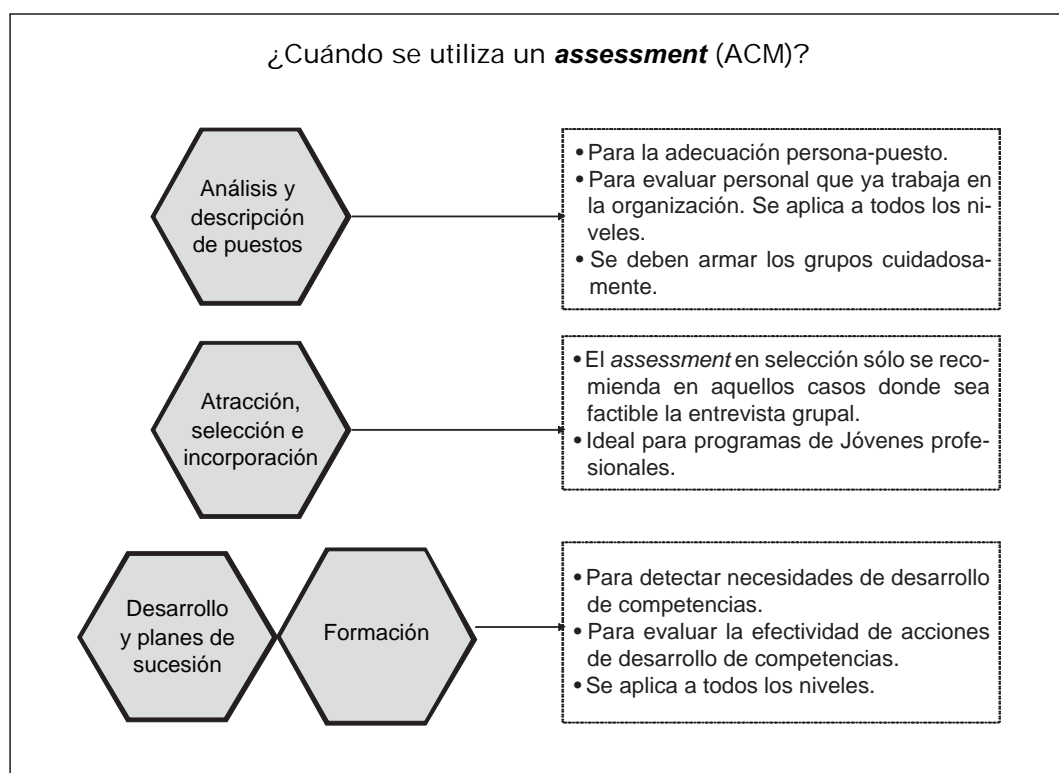 ¿Cuándo se utiliza un assessment (ACM)?
Análisis y
descripción
de puestos
• Para la adecuación persona-puesto.
• Para evaluar personal que ya trabaja en
la organización. Se aplica a todos los ni-
veles.
• Se deben armar los grupos cuidadosa-
mente.
Atracción,
selección e
incorporación
• El assessment en selección sólo se reco-
mienda en aquellos casos donde sea
factible la entrevista grupal.
• Ideal para programas de Jóvenes profe-
sionales.
Desarrollo
y planes de
sucesión
Formación
• Para detectar necesidades de desarrollo
de competencias.
• Para evaluar la efectividad de acciones
de desarrollo de competencias.
• Se aplica a todos los niveles.